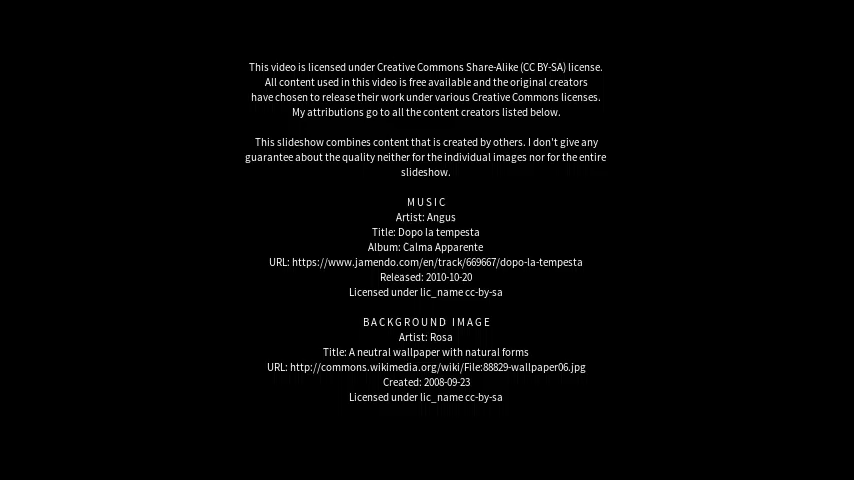 This video is licensed under Creative Commons Share-Alike (CC BY-SA) license.
All content used in this video is free available and the original creators
have chosen to release their work under various Creative Commons licenses.
My attributions go to all the content creators listed below.
This slideshow combines content that is created by others. I don't give any
guarantee about the quality neither for the individual images nor for the entire
slideshow.
MUSIC
Artist: Angus
Title: Dopo la tempesta
Album: Calma Apparente
URL: https://www.jamendo.com/en/track/669667/dopo-la-tempesta
Released: 2010-10-20
Licensed under lic_name cc-by-sa
BACKGROUND IMAGE
Artist: Rosa
Title: A neutral wallpaper with natural forms
URL: http://commons.wikimedia.org/wiki/File:88829-wallpaper06.jpg
Created: 2008-09-23
Licensed under lic_name cc-by-sa